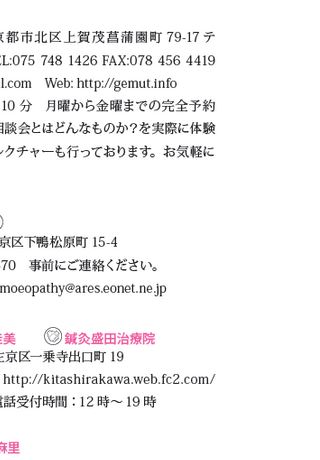 京都市北区上賀茂菖蒲園町 79-17 テ
EL:075 748 1426 FAX:078 456 4419
l.com Web: http://gemut.info
10 分 月曜から金曜までの完全予約
相談会とはどんなものか?を実際に体験
レクチャーも行っております。お気軽に
京区下鴨松原町 15-4
70 事前にご連絡ください。
moeopathy@ares.eonet.ne.jp
美 鍼灸盛田治療院
左京区一乗寺出口町 19
http://kitashirakawa.web.fc2.com/
電話受付時間:12 時〜 19 時
麻里